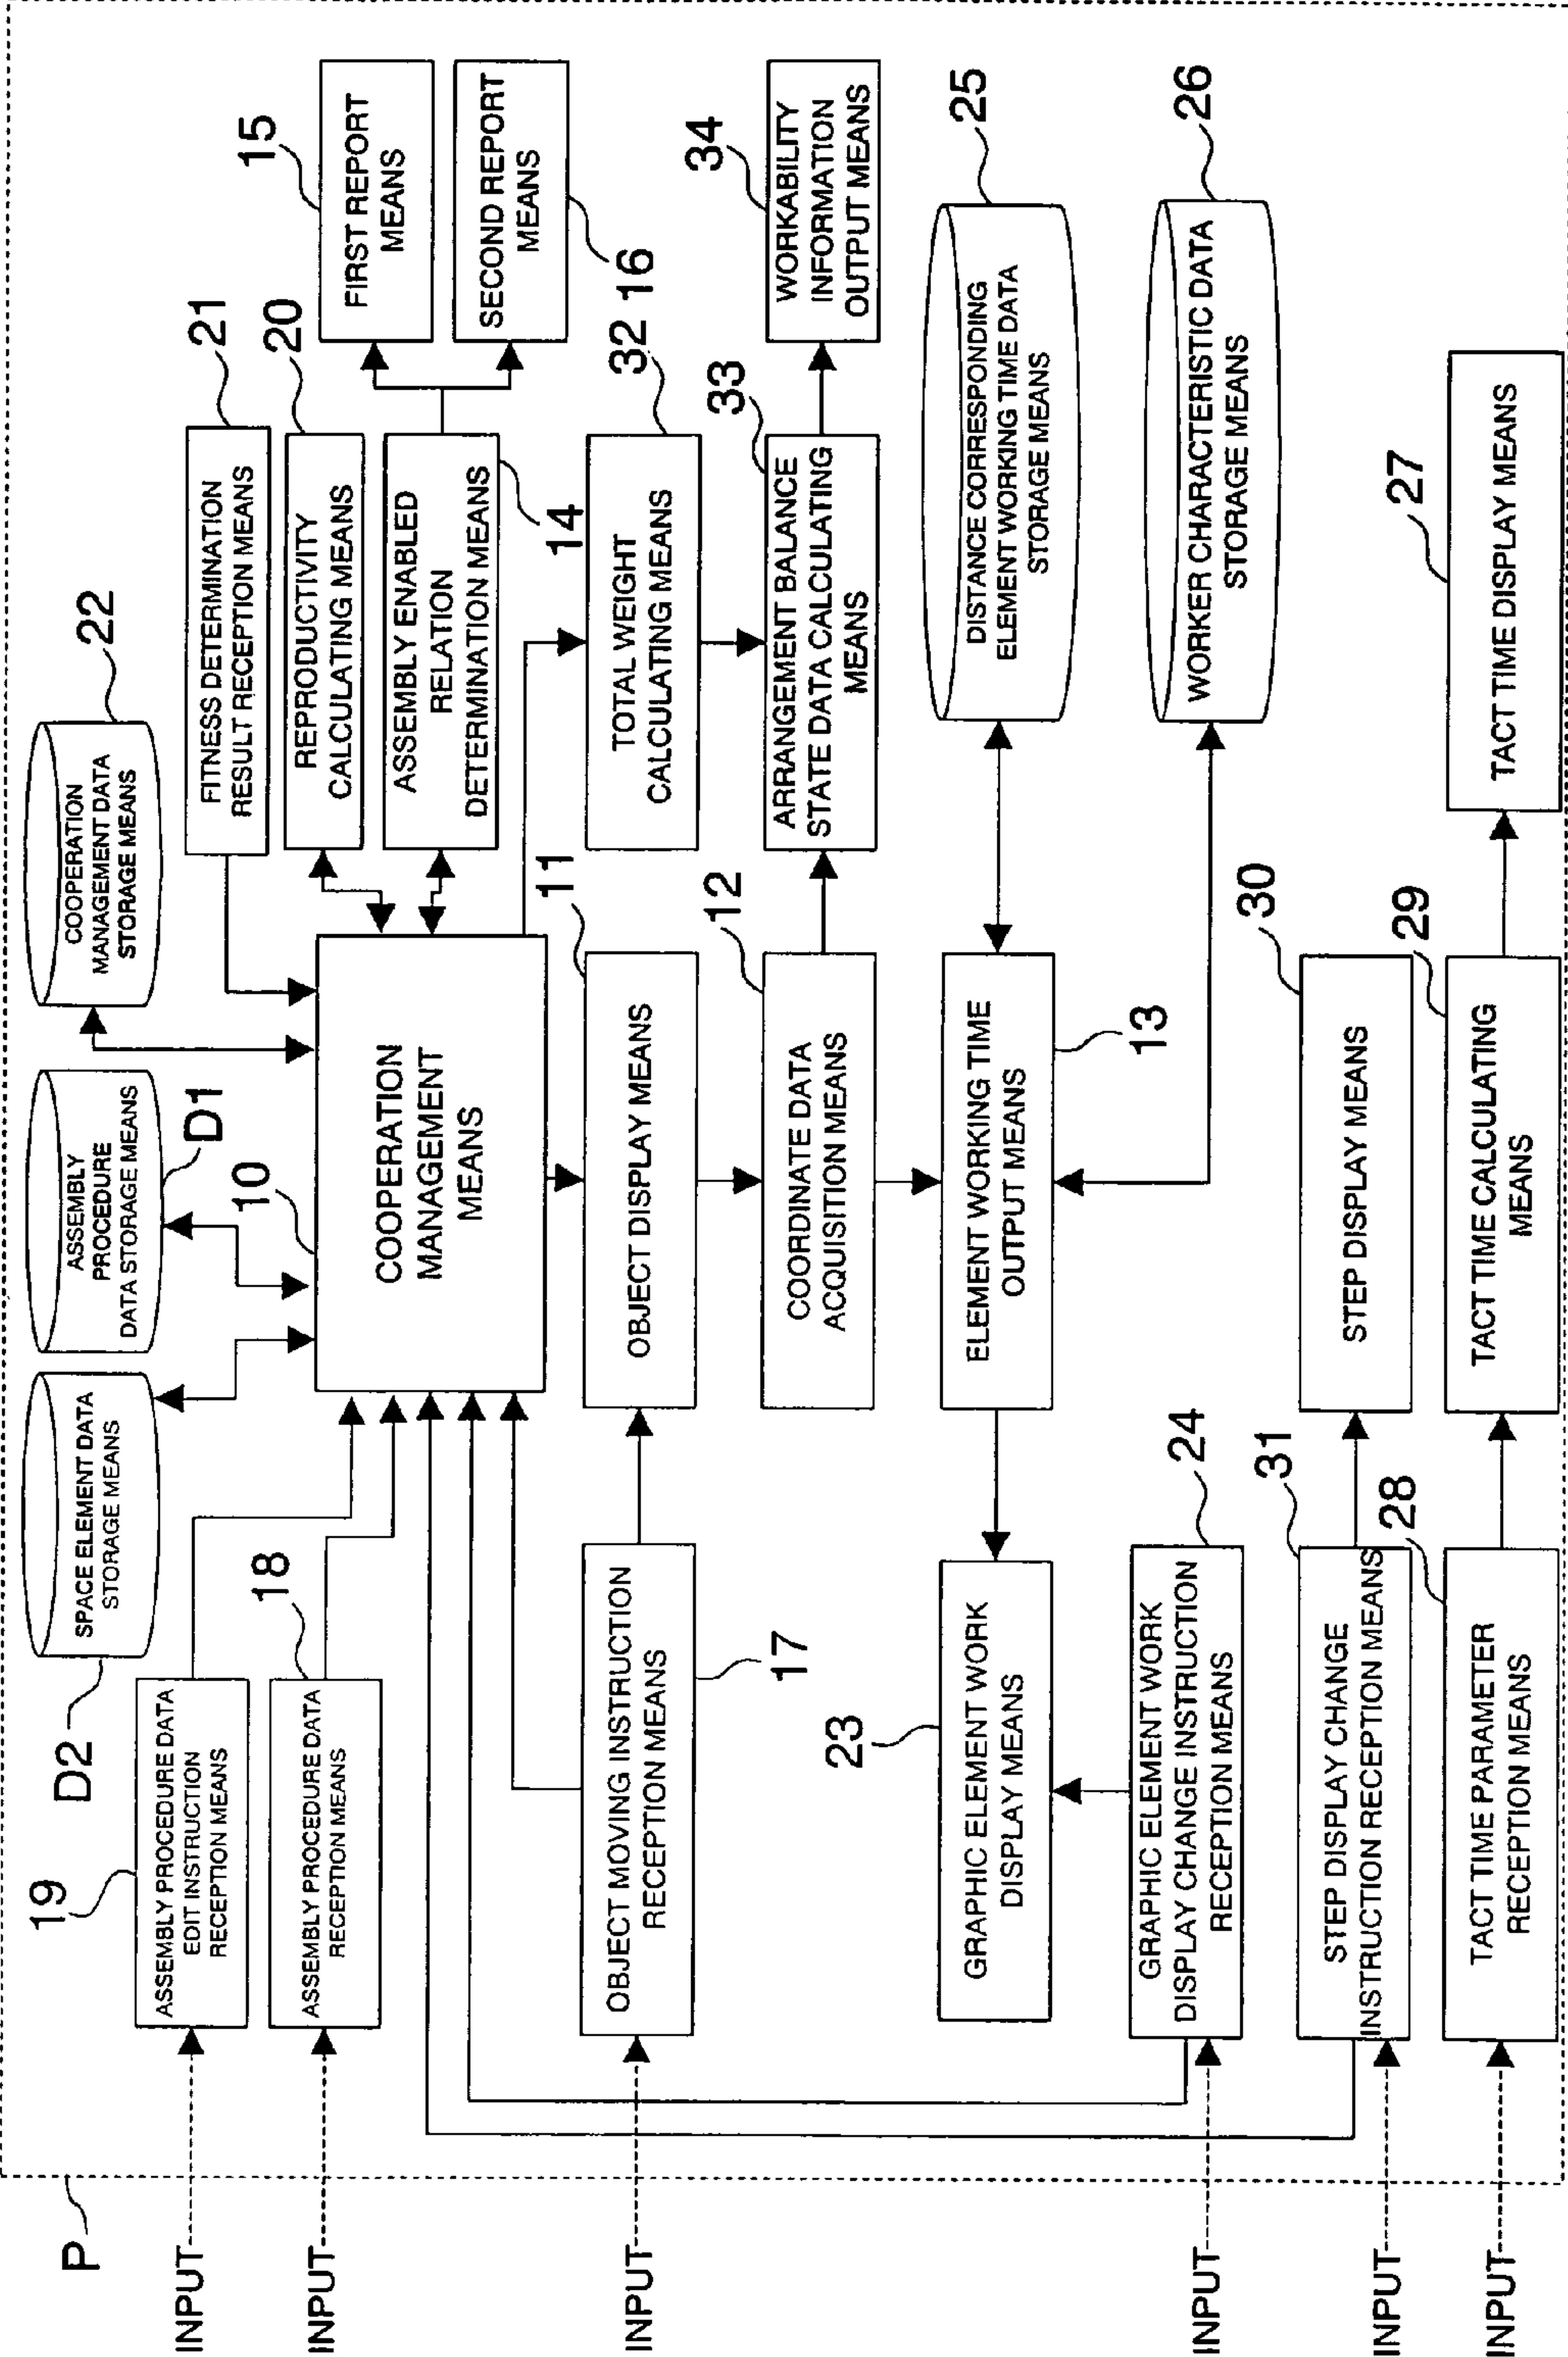 P
INPUT
INPUT
INPUT
INPUT
INPUT
INPUT
19
ASSEMBLY PROCEDURE DATA
EDIT INSTRUCTION
RECEPTION MEANS
D2
SPACE ELEMENT DATA
STORAGE MEANS
18
ASSEMBLY PROCEDURE DATA
RECEPTION MEANS
D1
ASSEMBLY
PROCEDURE
DATA STORAGE MEANS
22
COOPERATION
MANAGEMENT DATA
STORAGE MEANS
10
COOPERATION
MANAGEMENT
MEANS
21
FITNESS DETERMINATION
RESULT RECEPTION MEANS
20
REPRODUCTIVITY
CALCULATING MEANS
ASSEMBLY ENABLED
RELATION
DETERMINATION MEANS
14
15
FIRST REPORT
MEANS
SECOND REPORT
MEANS
16
OBJECT MOVING INSTRUCTION
RECEPTION MEANS
17
11
OBJECT DISPLAY MEANS
32
TOTAL WEIGHT
CALCULATING MEANS
12
COORDINATE DATA
ACQUISITION MEANS
33
ARRANGEMENT BALANCE
STATE DATA CALCULATING
MEANS
34
WORKABILITY
INFORMATION
OUTPUT MEANS
23
GRAPHIC ELEMENT WORK
DISPLAY MEANS
ELEMENT WORKING TIME
OUTPUT MEANS
13
25
DISTANCE CORRESPONDING
ELEMENT WORKING TIME DATA
STORAGE MEANS
24
GRAPHIC ELEMENT WORK
DISPLAY CHANGE INSTRUCTION
RECEPTION MEANS
26
WORKER CHARACTERISTIC DATA
STORAGE MEANS
31
STEP DISPLAY CHANGE
INSTRUCTION RECEPTION MEANS
30
STEP DISPLAY MEANS
28
TACT TIME PARAMETER
RECEPTION MEANS
29
TACT TIME CALCULATING
MEANS
27
TACT TIME DISPLAY MEANS